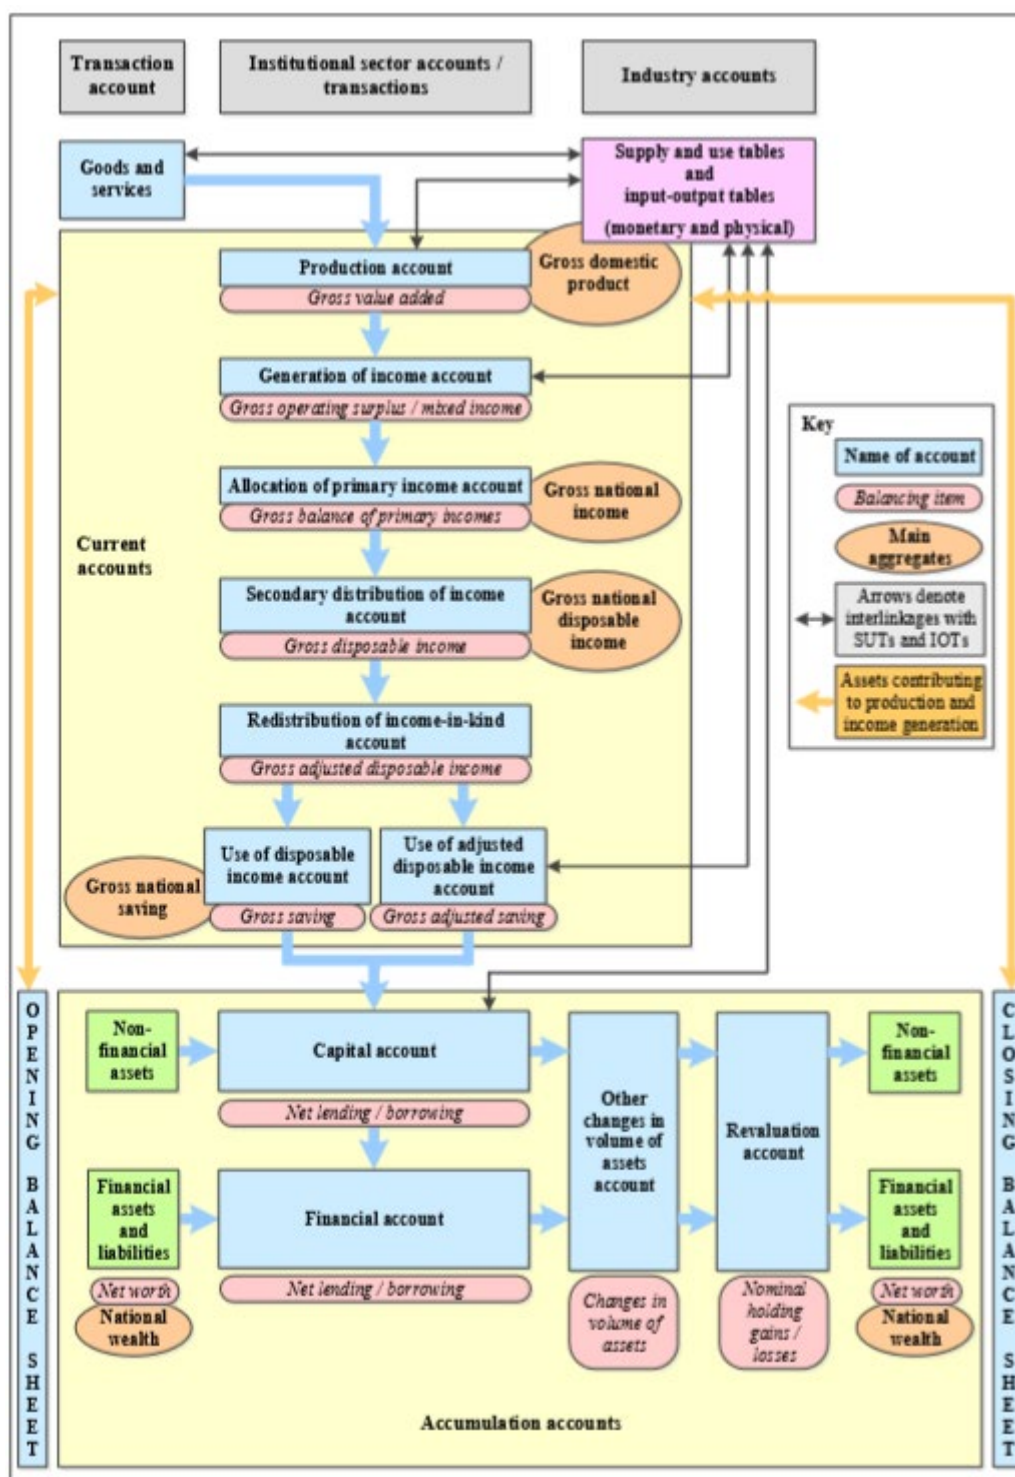 Transaction
account
Institutional sector accounts /
transactions
Industry accounts
Goods and
services
Supply and use tables
and
input-output tables
(monetary and physical)
Production account
Gross value added
Gross domestic
product
Generation of income account
Gross operating surplus / mixed income
Allocation of primary income account
Gross balance of primary incomes
Gross national
income
Current
accounts
Secondary distribution of income
account
Gross disposable income
Gross national
disposable
income
Redistribution of income-in-kind
account
Gross adjusted disposable income
Use of disposable
income account
Gross saving
Use of adjusted
disposable income
account
Gross adjusted saving
Gross national
saving
Key
Name of account
Balancing item
Main
aggregates
Arrows denote
interlinkages with
SUTs and IOTs
Assets contributing
to production and
income generation
OPENING BALANCE SHEET
Non-
financial
assets
Capital account
Net lending / borrowing
Financial
assets
and
liabilities
Financial account
Net lending / borrowing
Net worth
National
wealth
Other
changes in
volume of
assets
account
Changes in
volume of
assets
Revaluation
account
Nominal
holding
gains /
losses
Non-
financial
assets
Financial
assets
and
liabilities
Net worth
National
wealth
CLOSING BALANCE SHEET
Accumulation accounts